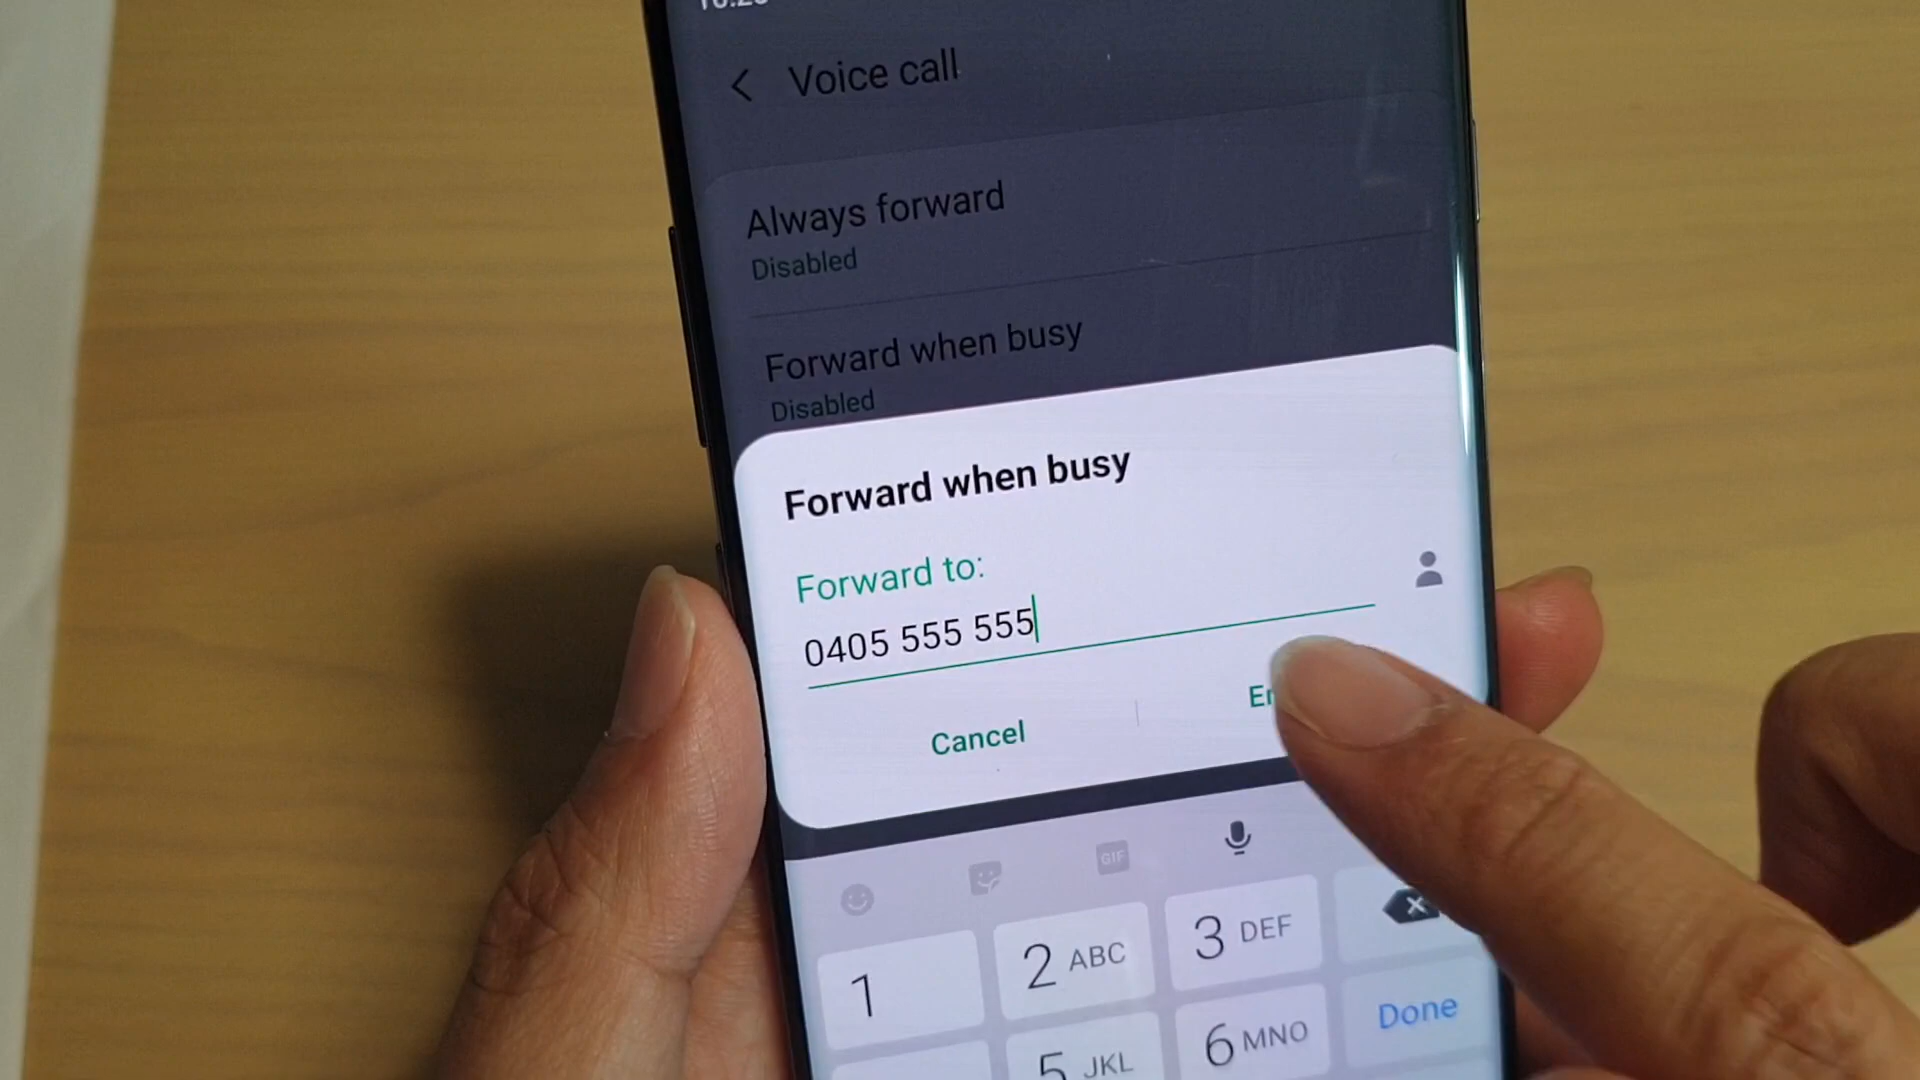 Voice call
Always forward
Disabled
Forward when busy
Disabled
Forward when busy
Forward to:
0405 555 555
Cancel
GIF
1
2 ABC
3 DEF
5 JKL
6 MNO
Done